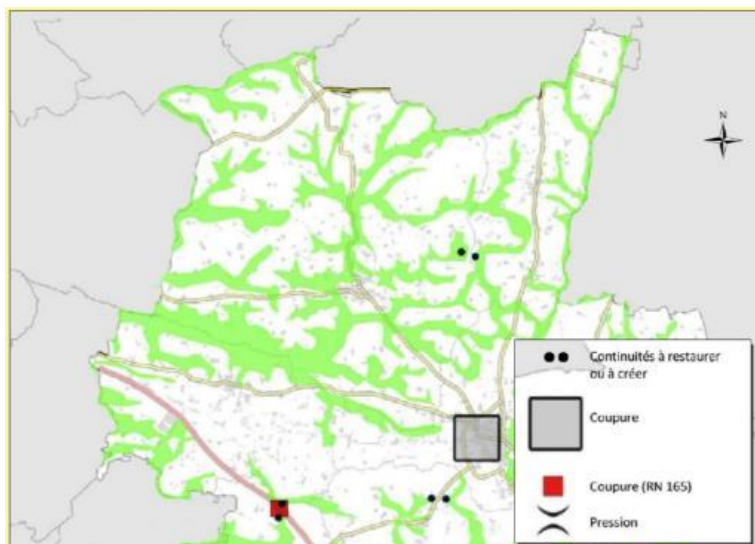 N
Continuités à restaurer
ou à créer
Coupure
Coupure (RN 165)
Pression